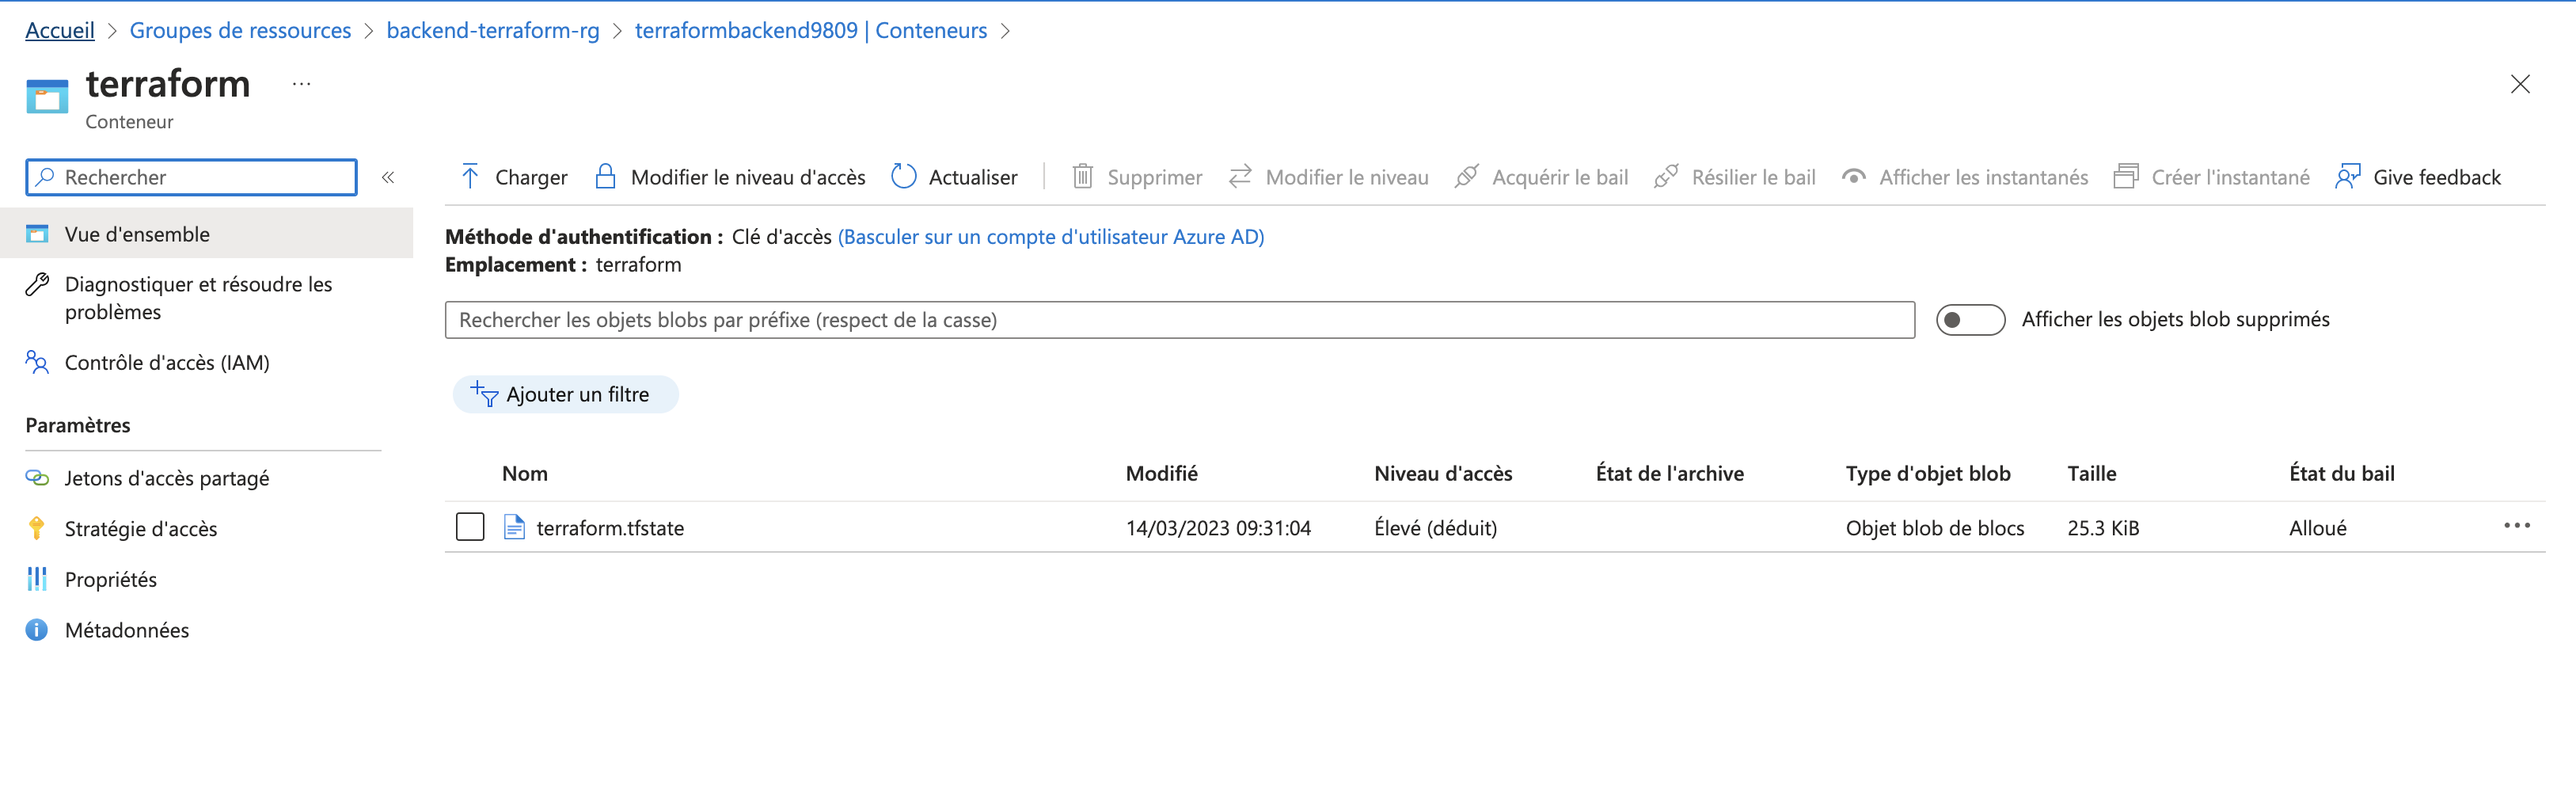 Accueil > Groupes de ressources > backend-terraform-rg > terraformbackend9809 | Conteneurs >
terraform ...
Conteneur
Rechercher «
Charger Modifier le niveau d'accès Actualiser Supprimer Modifier le niveau Acquérir le bail Résilier le bail Afficher les instantanés Créer l'instantané Give feedback
Vue d'ensemble
Diagnostiquer et résoudre les
problèmes
Contrôle d'accès (IAM)
Paramètres
Jetons d'accès partagé
Stratégie d'accès
Propriétés
Métadonnées
Méthode d'authentification : Clé d'accès (Basculer sur un compte d'utilisateur Azure AD)
Emplacement : terraform
Rechercher les objets blobs par préfixe (respect de la casse) Afficher les objets blob supprimés
Ajouter un filtre
Nom Modifié Niveau d'accès État de l'archive Type d'objet blob Taille État du bail
terraform.tfstate 14/03/2023 09:31:04 Élevé (déduit) Objet blob de blocs 25.3 KiB Alloué ...